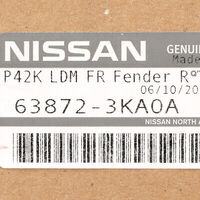 NISSAN
GENUI
Made
P42K LDM FR Fender R
06/10/20
63872-3KA0A
NISSAN NORTH A